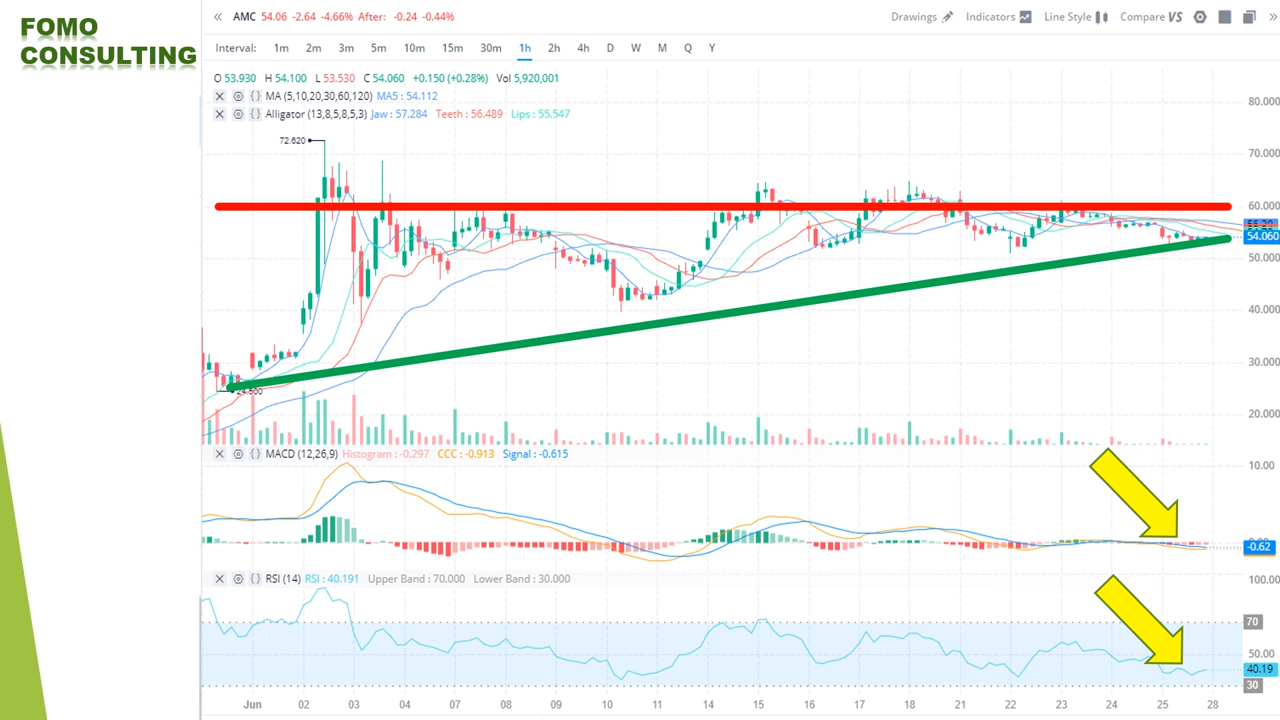 FOMO
CONSULTING
AMC 54.06 -2.64 -4.66% After: -0.24 -0.44%
Drawings Indicators Line Style Compare VS
Interval: 1m 2m 3m 5m 10m 15m 30m 1h 2h 4h D W M Q Y
O 53.930 H 54.100 L 53.530 C 54.060 +0.150 (+0.28%) Vol 5,920,001
MA (5,10,20,30,60,120) MA5 : 54.112
Alligator (13,8,5,8,5,3) Jaw : 57.284 Teeth : 56.489 Lips : 55.547
72.620
80.000
70.000
60.000
54.060
50.000
40.000
30.000
20.000
MACD (12,26,9) Histogram : -0.297 CCC : -0.913 Signal : -0.615
10.00
-0.62
RSI (14) RSI : 40.191 Upper Band : 70.000 Lower Band : 30.000
100.00
70
50.00
40.19
30
Jun 02 03 04 07 08 09 10 11 14 15 16 17 18 21 22 23 24 25 28